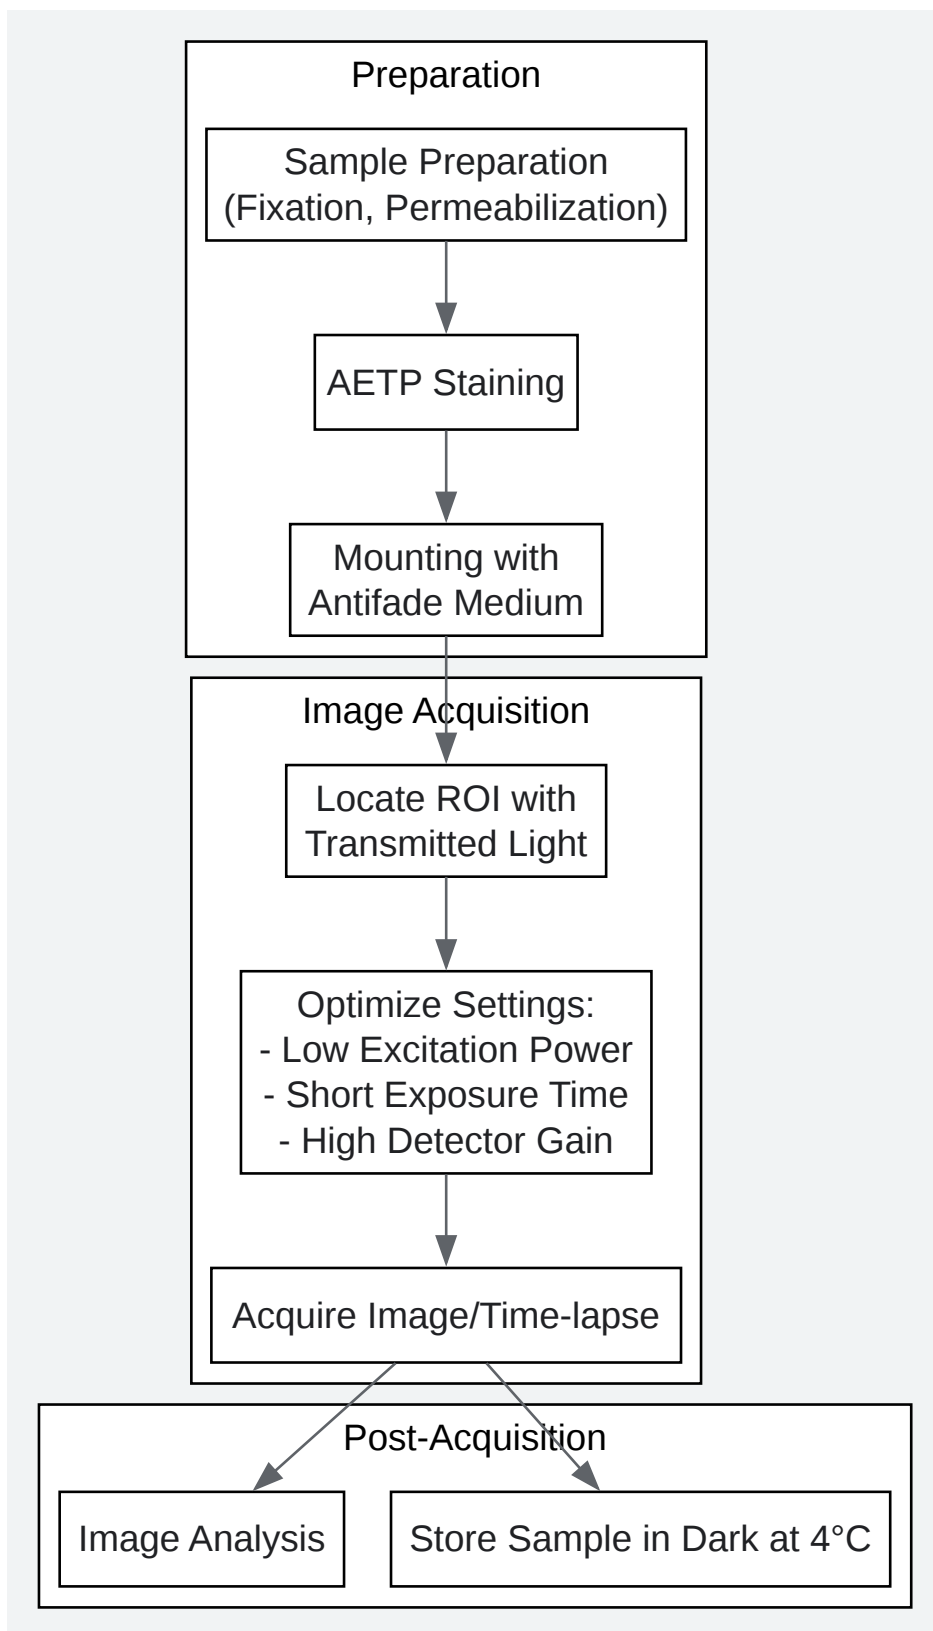 Preparation
Sample Preparation
(Fixation, Permeabilization)
AETP Staining
Mounting with
Antifade Medium
Image Acquisition
Locate ROI with
Transmitted Light
Optimize Settings:
- Low Excitation Power
- Short Exposure Time
- High Detector Gain
Acquire Image/Time-lapse
Post-Acquisition
Image Analysis
Store Sample in Dark at 4°C